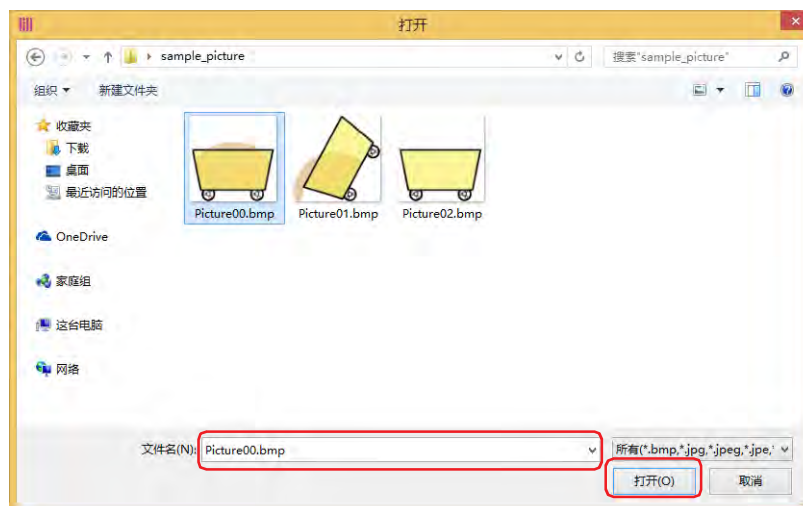 打开
sample_picture
搜索"sample_picture"
组织
新建文件夹
收藏夹
下载
桌面
最近访问的位置
OneDrive
家庭组
这台电脑
网络
Picture00.bmp
Picture01.bmp
Picture02.bmp
文件名(N):
Picture00.bmp
所有(*.bmp,*.jpg,*.jpeg,*.jpe,*
打开(O)
取消